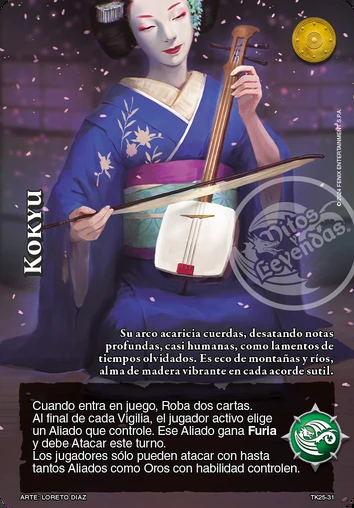 © 2024 FENIX ENTERTAINMENT S.P.A.
Mitos
Leyendas
Kokyu
Su arco acaricia cuerdas, desatando notas
profundas, casi humanas, como lamentos de
tiempos olvidados. Es eco de montañas y ríos,
alma de madera vibrante en cada acorde sutil.
Cuando entra en juego, Roba dos cartas.
Al final de cada Vigilia, el jugador activo elige
un Aliado que controle. Ese Aliado gana Furia
y debe Atacar este turno.
Los jugadores sólo pueden atacar con hasta
tantos Aliados como Oros con habilidad controlen.
ARTE: LORETO DIAZ
TK25-31